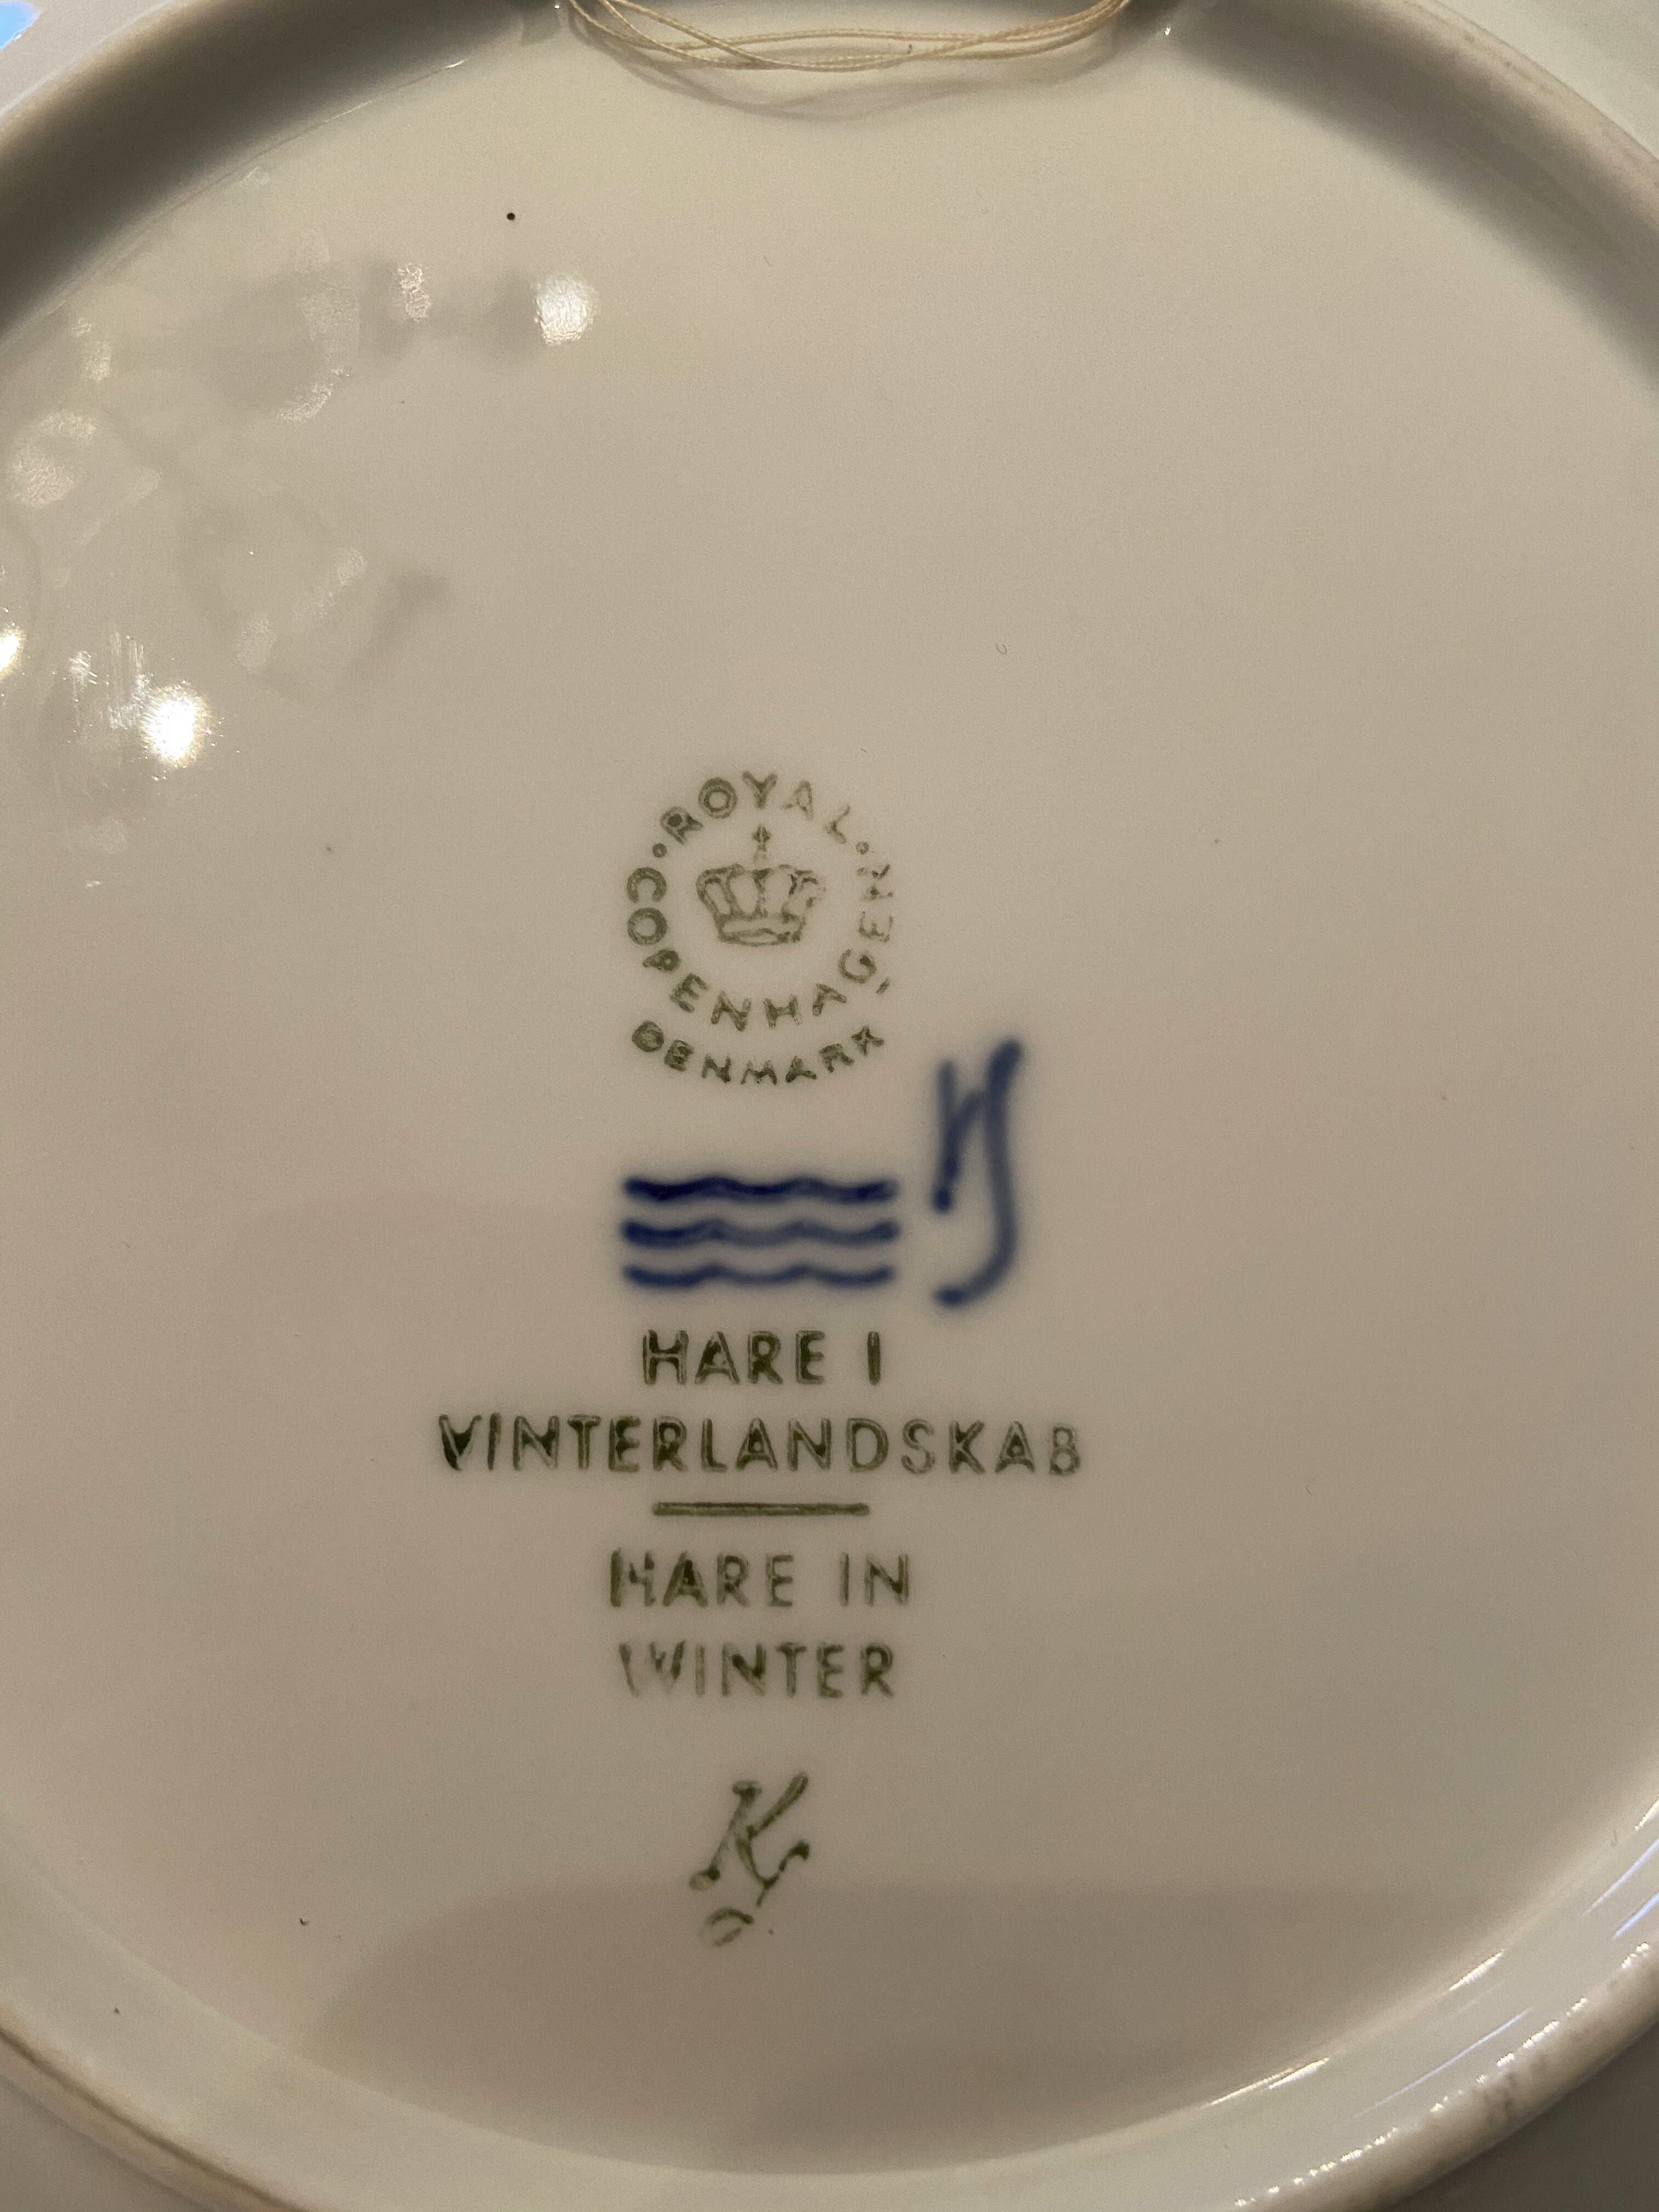 ROYAL
COPENHAGEN
DENMARK
HARE I
VINTERLANDSKAB
HARE IN
WINTER